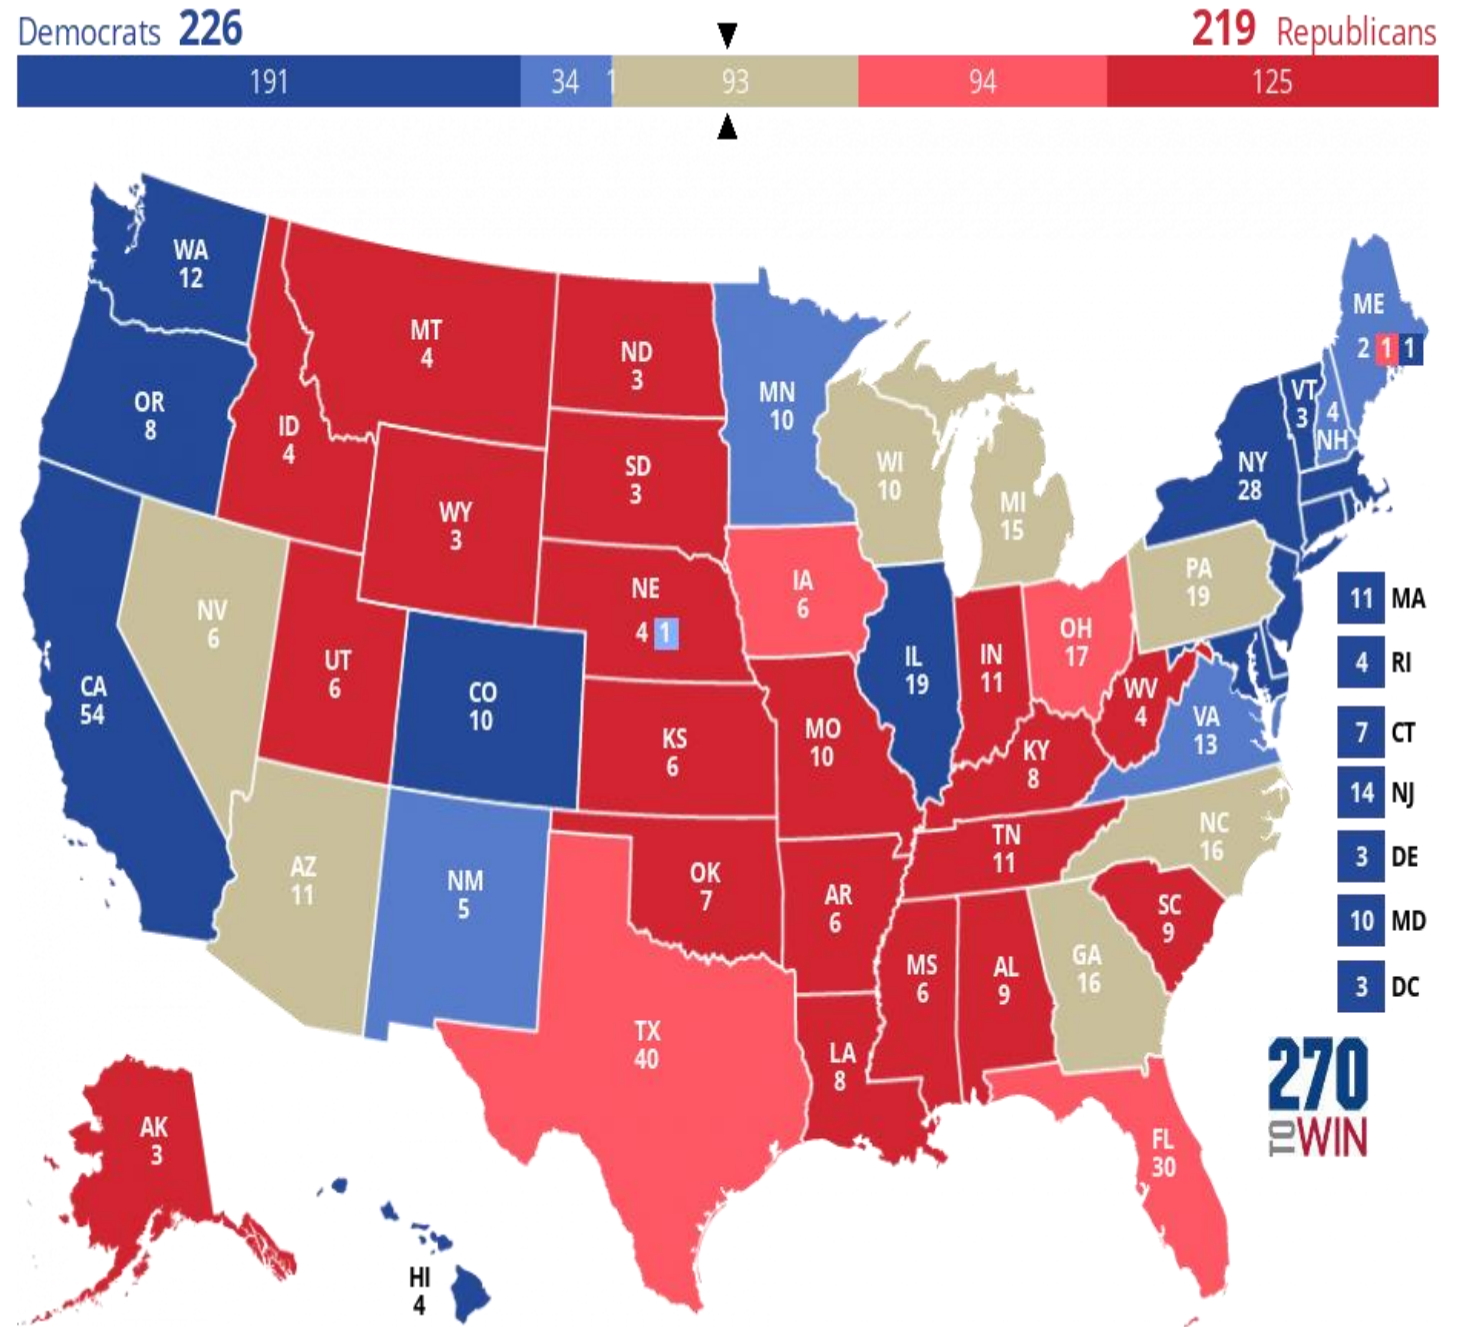 Democrats 226
219 Republicans
191 34 1 93 94 125
WA
12
OR
8
CA
54
NV
6
ID
4
MT
4
WY
3
UT
6
CO
10
AZ
11
NM
5
ND
3
SD
3
NE
4 1
KS
6
OK
7
TX
40
MN
10
IA
6
MO
10
AR
6
LA
8
WI
10
IL
19
MI
15
IN
11
OH
17
KY
8
TN
11
MS
6
AL
9
GA
16
FL
30
SC
9
NC
16
VA
13
WV
4
PA
19
NY
28
VT
3
4
NH
ME
2 1 1
11 MA
4 RI
7 CT
14 NJ
3 DE
10 MD
3 DC
AK
3
HI
4
270
TO WIN